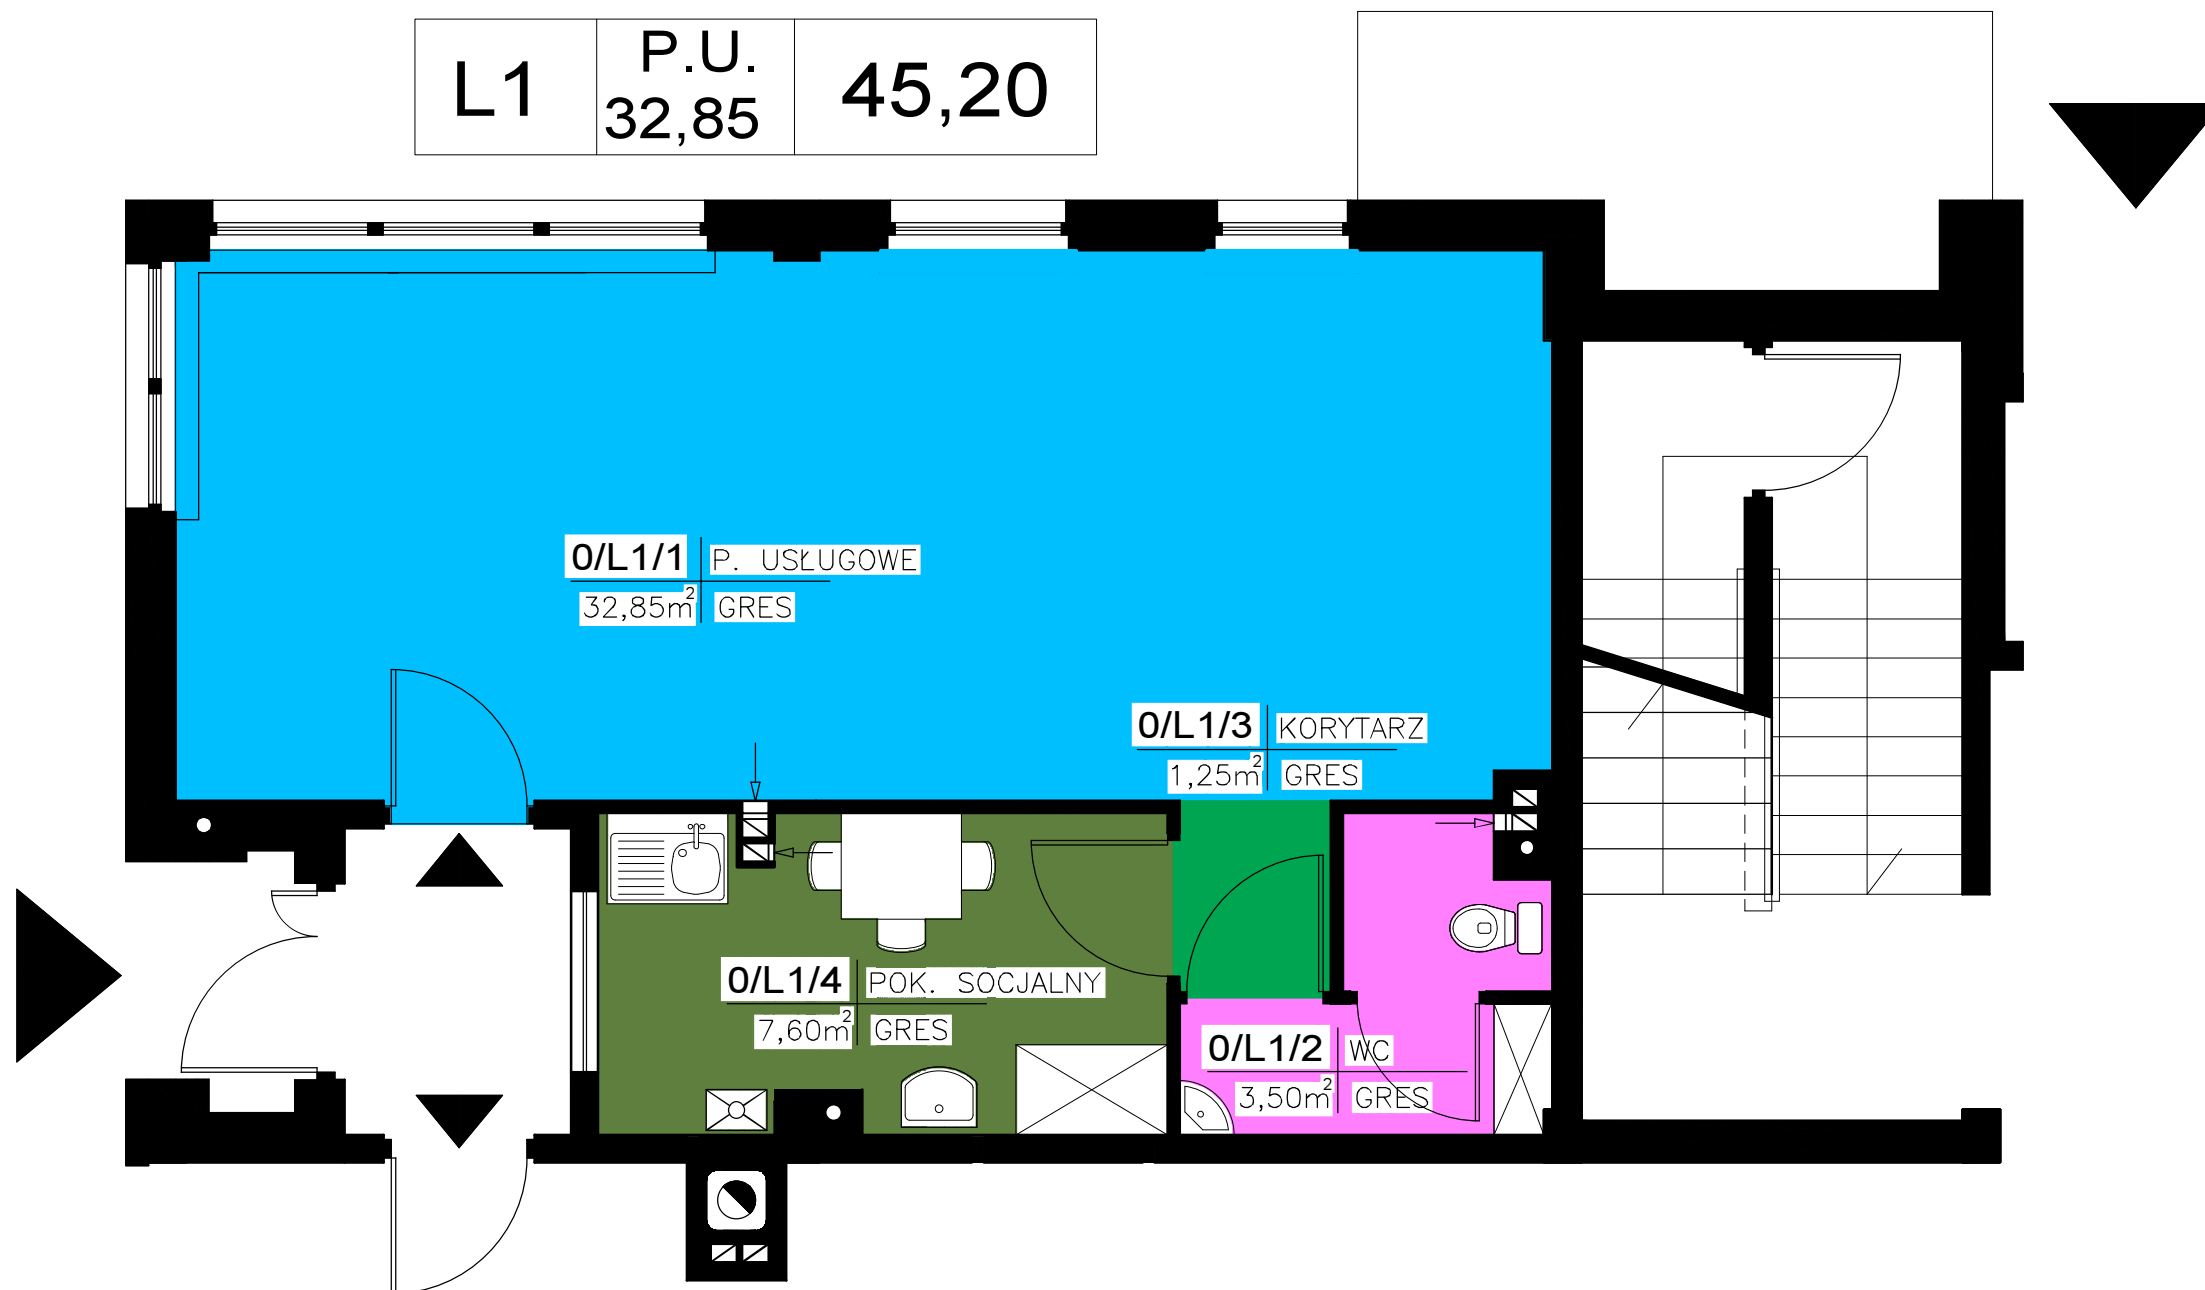 L1
P.U.
32,85
45,20
0/L1/1 P. USŁUGOWE
32,85m² GRES
0/L1/3 KORYTARZ
1,25m² GRES
0/L1/4 POK. SOCJALNY
7,60m² GRES
0/L1/2 WC
3,50m² GRES